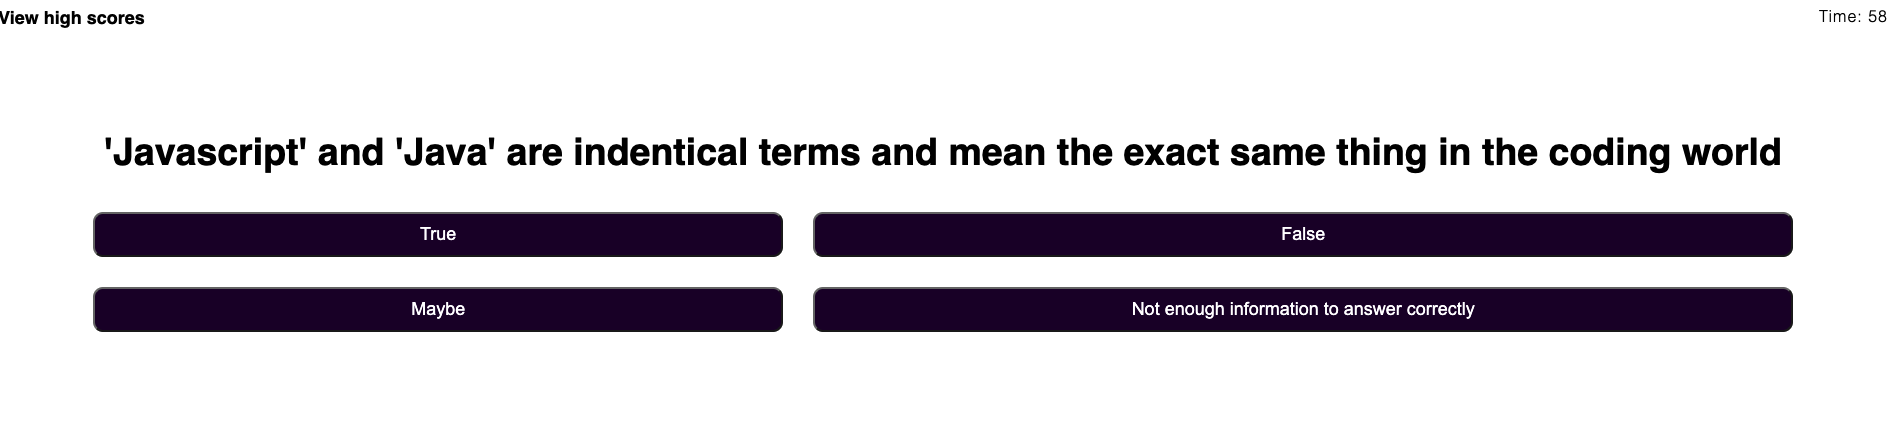 View high scores
Time: 58
'Javascript' and 'Java' are indentical terms and mean the exact same thing in the coding world
True
False
Maybe
Not enough information to answer correctly